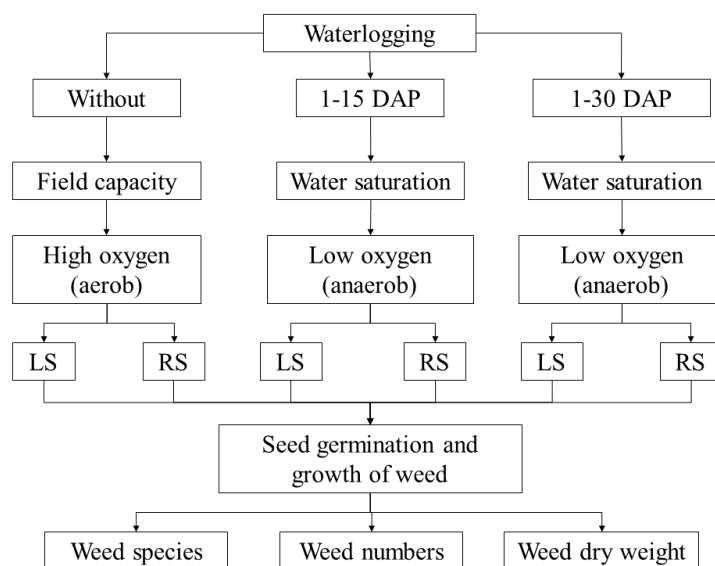 Waterlogging
Without
1-15 DAP
1-30 DAP
Field capacity
Water saturation
Water saturation
High oxygen
(aerob)
Low oxygen
(anaerob)
Low oxygen
(anaerob)
LS
RS
LS
RS
LS
RS
Seed germination and
growth of weed
Weed species
Weed numbers
Weed dry weight